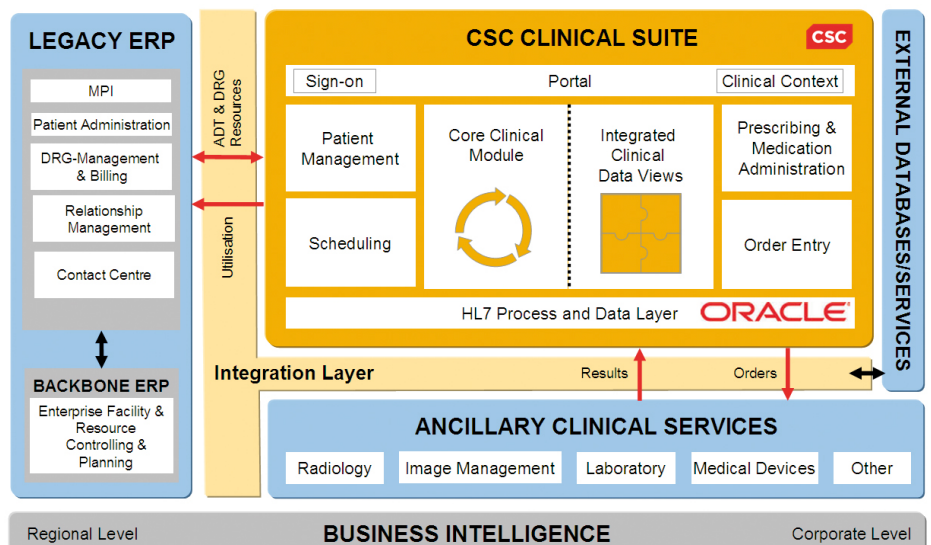 LEGACY ERP
MPI
Patient Administration
DRG-Management
& Billing
Relationship
Management
Contact Centre
BACKBONE ERP
Enterprise Facility &
Resource
Controlling &
Planning
ADT & DRG
Resources
Utilisation
Integration Layer
CSC CLINICAL SUITE
CSC
Sign-on
Portal
Clinical Context
Patient
Management
Scheduling
Core Clinical
Module
Integrated
Clinical
Data Views
Prescribing &
Medication
Administration
Order Entry
HL7 Process and Data Layer
ORACLE®
Results
Orders
EXTERNAL DATABASES/SERVICES
ANCILLARY CLINICAL SERVICES
Radiology
Image Management
Laboratory
Medical Devices
Other
Regional Level
BUSINESS INTELLIGENCE
Corporate Level